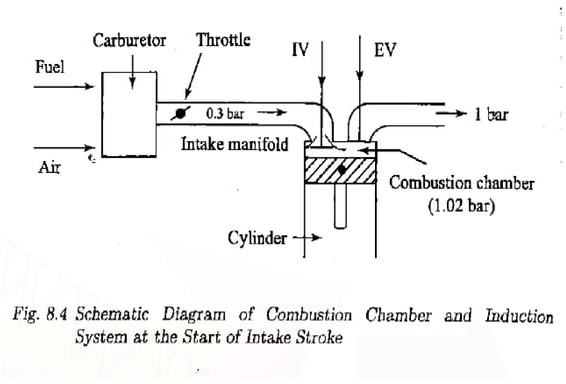 Carburetor Throttle IV EV
Fuel
0.3 bar
1 bar
Intake manifold
Air
Combustion chamber
(1.02 bar)
Cylinder
Fig. 8.4 Schematic Diagram of Combustion Chamber and Induction
System at the Start of Intake Stroke